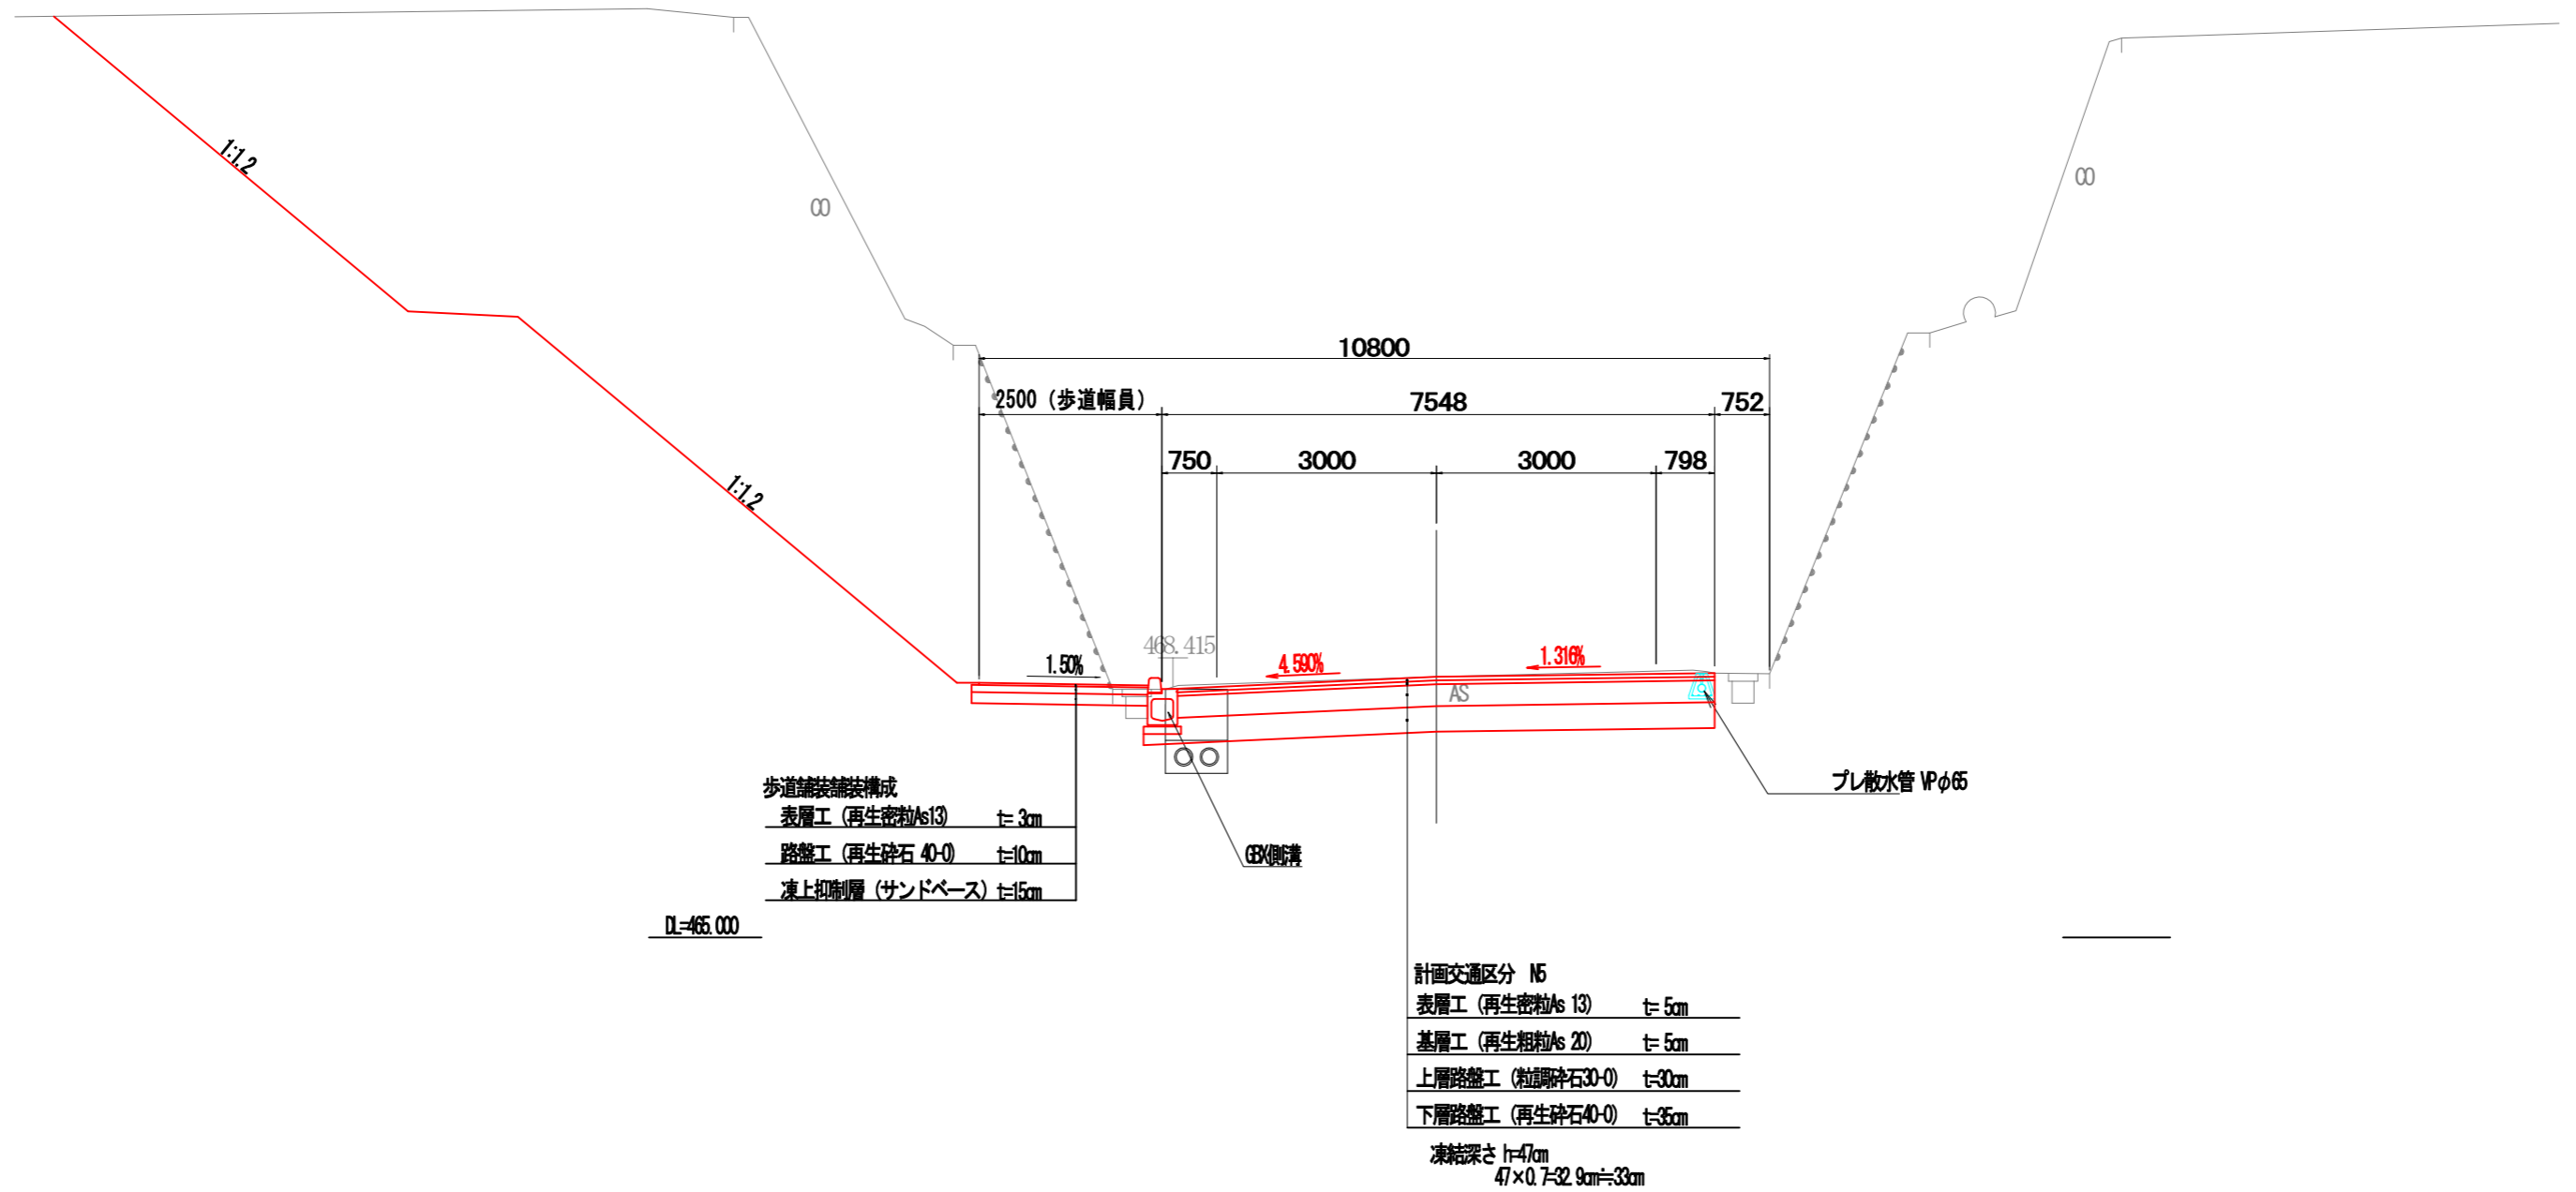 1:1.2
CO
CO
10800
2500（歩道幅員）
7548
752
750
3000
3000
798
1:1.2
468.415
1.50%
4.590%
1.316%
AS
プレ散水管 VPφ65
歩道舗装舗装構成
表層工（再生密粒As13） t= 3cm
路盤工（再生砕石 40-0） t=10cm
凍上抑制層（サンドベース） t=15cm
GBX側溝
DL=465.000
計画交通区分　N5
表層工（再生密粒As 13） t= 5cm
基層工（再生粗粒As 20） t= 5cm
上層路盤工（粒調砕石30-0） t=30cm
下層路盤工（再生砕石40-0） t=35cm
凍結深さ h=47cm
47×0.7=32.9cm≒33cm